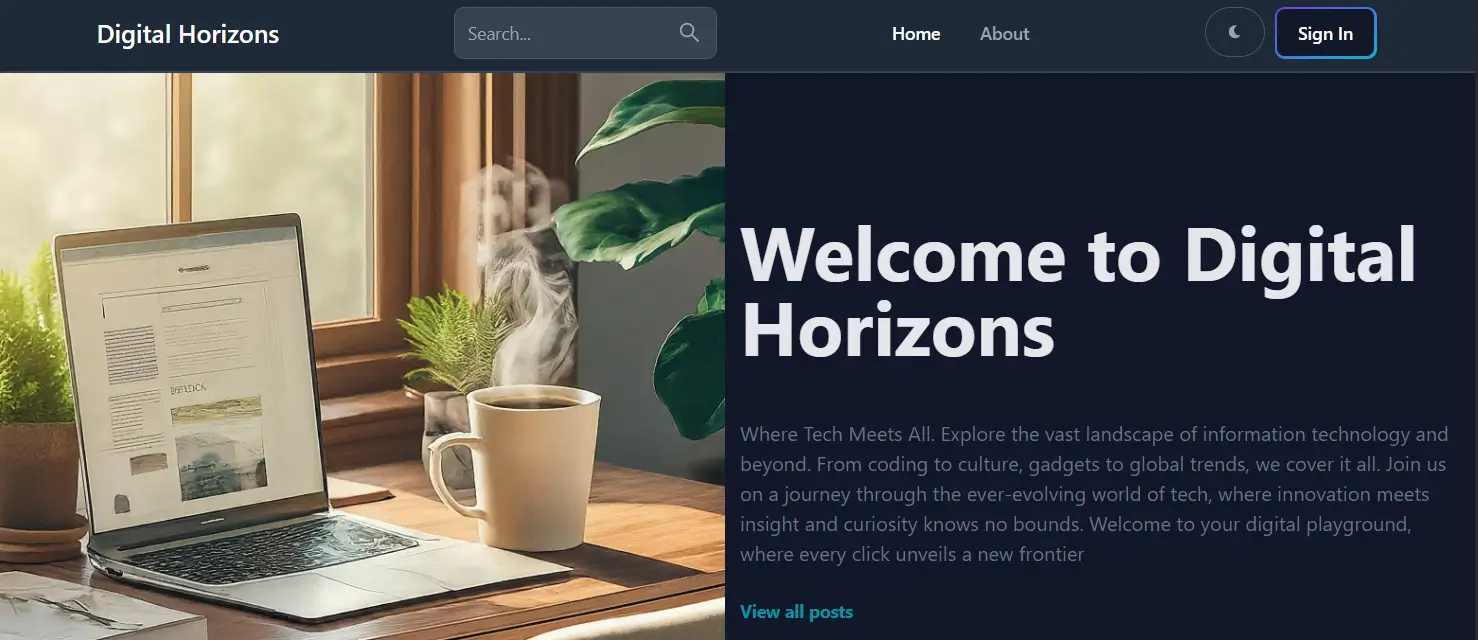 Digital Horizons
Search...
Home
About
Sign In
Welcome to Digital
Horizons
Where Tech Meets All. Explore the vast landscape of information technology and
beyond. From coding to culture, gadgets to global trends, we cover it all. Join us
on a journey through the ever-evolving world of tech, where innovation meets
insight and curiosity knows no bounds. Welcome to your digital playground,
where every click unveils a new frontier
View all posts